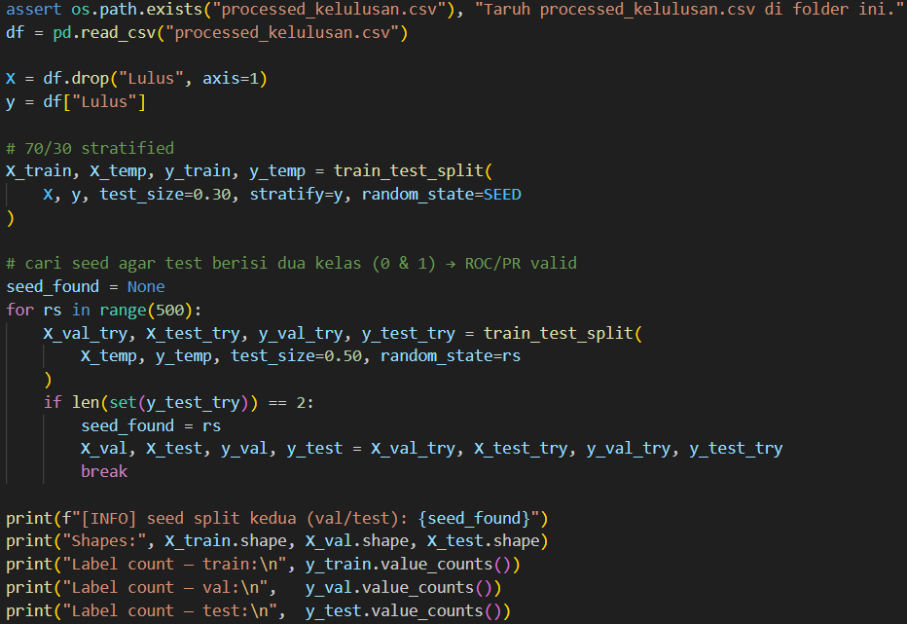 assert os.path.exists("processed_kelulusan.csv"), "Taruh processed_kelulusan.csv di folder ini."
df = pd.read_csv("processed_kelulusan.csv")

X = df.drop("Lulus", axis=1)
y = df["Lulus"]

# 70/30 stratified
X_train, X_temp, y_train, y_temp = train_test_split(
    X, y, test_size=0.30, stratify=y, random_state=SEED
)

# cari seed agar test berisi dua kelas (0 & 1) → ROC/PR valid
seed_found = None
for rs in range(500):
    X_val_try, X_test_try, y_val_try, y_test_try = train_test_split(
        X_temp, y_temp, test_size=0.50, random_state=rs
    )
    if len(set(y_test_try)) == 2:
        seed_found = rs
        X_val, X_test, y_val, y_test = X_val_try, X_test_try, y_val_try, y_test_try
        break

print(f"[INFO] seed split kedua (val/test): {seed_found}")
print("Shapes:", X_train.shape, X_val.shape, X_test.shape)
print("Label count — train:\n", y_train.value_counts())
print("Label count — val:\n",   y_val.value_counts())
print("Label count — test:\n",  y_test.value_counts())